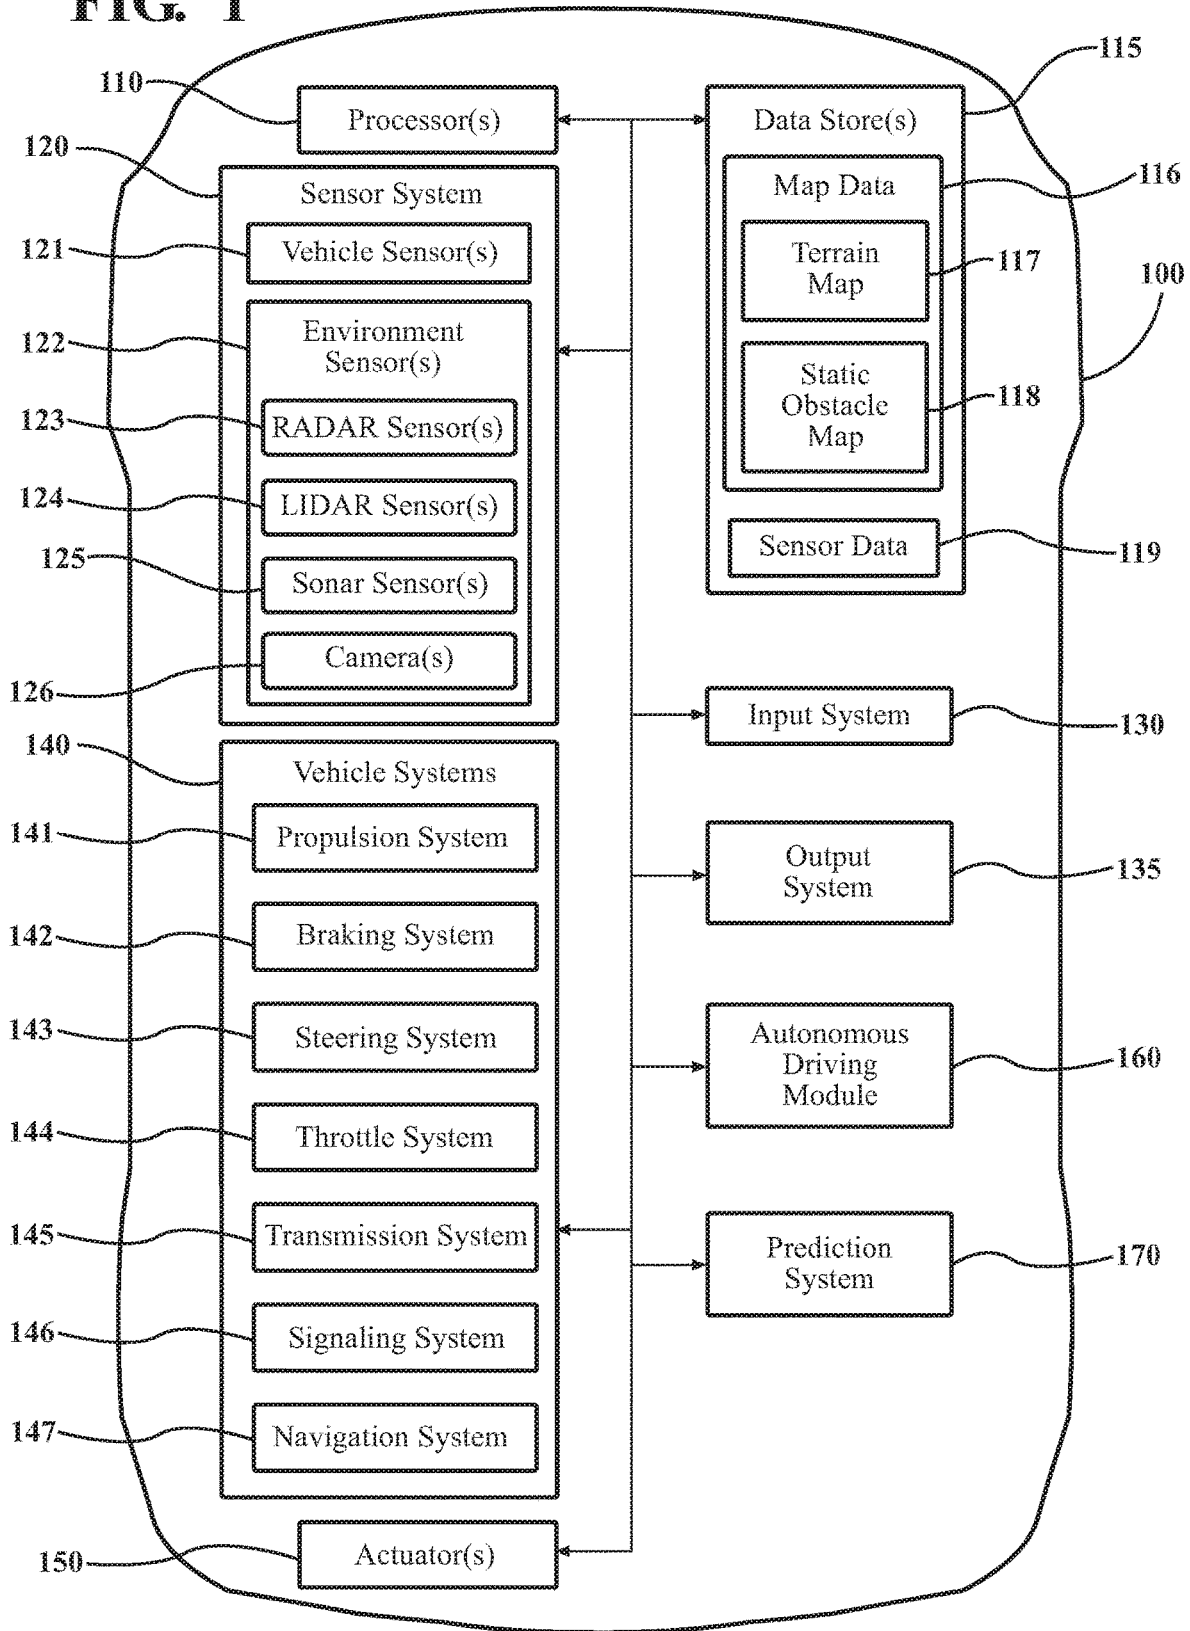 FIG. 1
110
Processor(s)
115
Data Store(s)
120
Sensor System
Map Data
116
121
Vehicle Sensor(s)
Terrain
Map
117
100
122
Environment
Sensor(s)
Static
Obstacle
Map
118
123
RADAR Sensor(s)
124
LIDAR Sensor(s)
Sensor Data
119
125
Sonar Sensor(s)
126
Camera(s)
Input System
130
140
Vehicle Systems
141
Propulsion System
Output
System
135
142
Braking System
143
Steering System
Autonomous
Driving
Module
160
144
Throttle System
145
Transmission System
Prediction
System
170
146
Signaling System
147
Navigation System
150
Actuator(s)